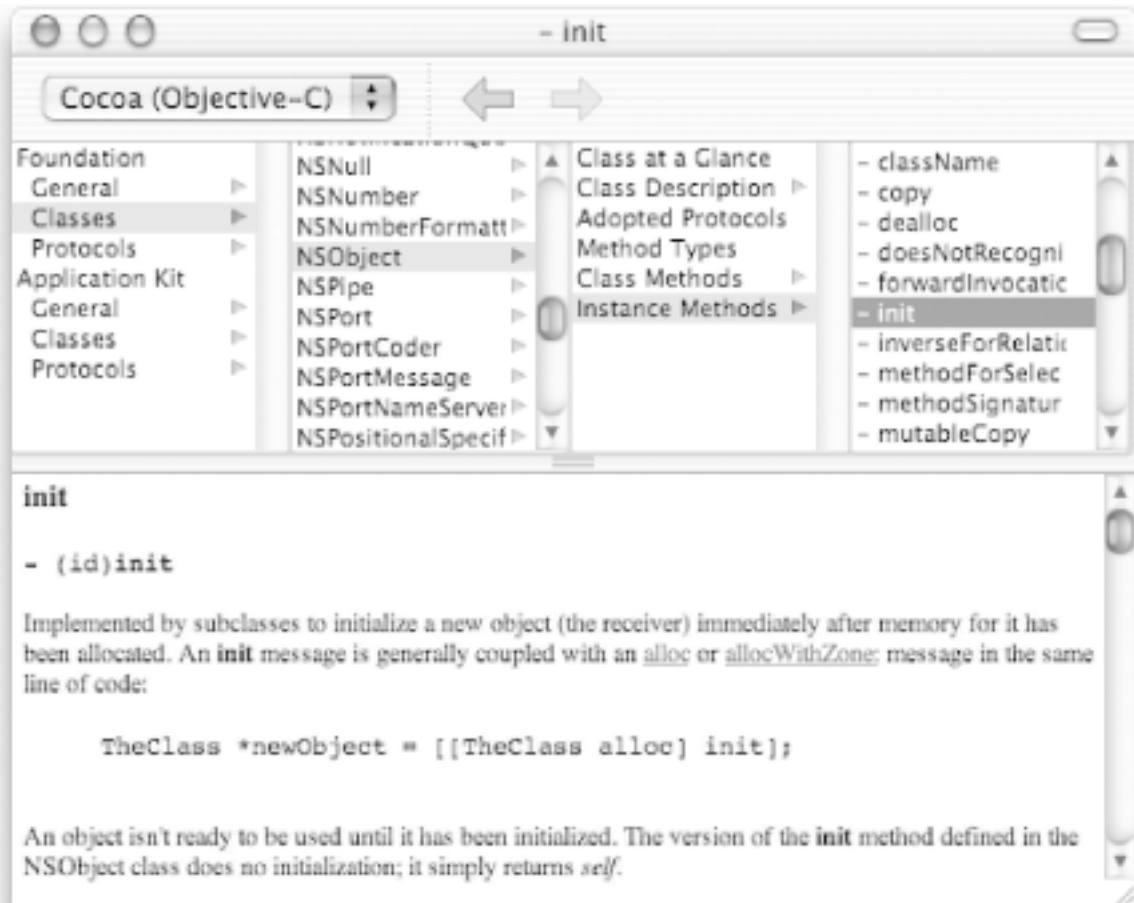 - init
Cocoa (Objective-C)
Foundation
General
Classes
Protocols
Application Kit
General
Classes
Protocols
NSNull
NSNumber
NSNumberFormatt
NSObject
NSPipe
NSPort
NSPortCoder
NSPortMessage
NSPortNameServer
NSPositionalSpecif
Class at a Glance
Class Description
Adopted Protocols
Method Types
Class Methods
Instance Methods
- className
- copy
- dealloc
- doesNotRecogni
- forwardInvocatic
- init
- inverseForRelatic
- methodForSelec
- methodSignatur
- mutableCopy
init
- (id)init
Implemented by subclasses to initialize a new object (the receiver) immediately after memory for it has
been allocated. An init message is generally coupled with an alloc or allocWithZone: message in the same
line of code:
TheClass *newObject = [[TheClass alloc] init];
An object isn't ready to be used until it has been initialized. The version of the init method defined in the
NSObject class does no initialization; it simply returns self.